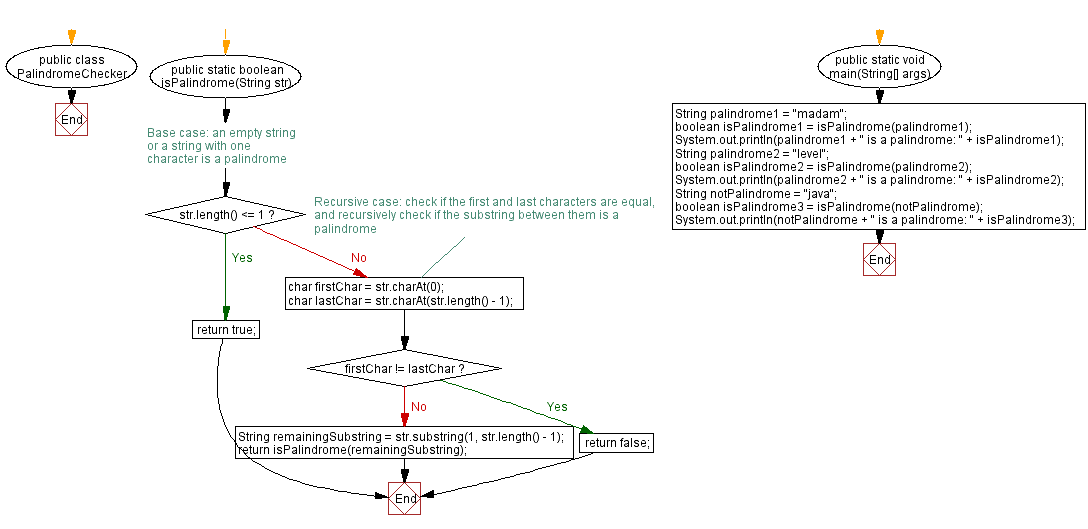 public class
PalindromeChecker
End
public static boolean
isPalindrome(String str)
Base case: an empty string
or a string with one
character is a palindrome
str.length() <= 1 ?
Yes
No
return true;
Recursive case: check if the first and last characters are equal,
and recursively check if the substring between them is a
palindrome
char firstChar = str.charAt(0);
char lastChar = str.charAt(str.length() - 1);
firstChar != lastChar ?
No
Yes
String remainingSubstring = str.substring(1, str.length() - 1);
return isPalindrome(remainingSubstring);
return false;
End
public static void
main(String[] args)
String palindrome1 = "madam";
boolean isPalindrome1 = isPalindrome(palindrome1);
System.out.println(palindrome1 + " is a palindrome: " + isPalindrome1);
String palindrome2 = "level";
boolean isPalindrome2 = isPalindrome(palindrome2);
System.out.println(palindrome2 + " is a palindrome: " + isPalindrome2);
String notPalindrome = "java";
boolean isPalindrome3 = isPalindrome(notPalindrome);
System.out.println(notPalindrome + " is a palindrome: " + isPalindrome3);
End